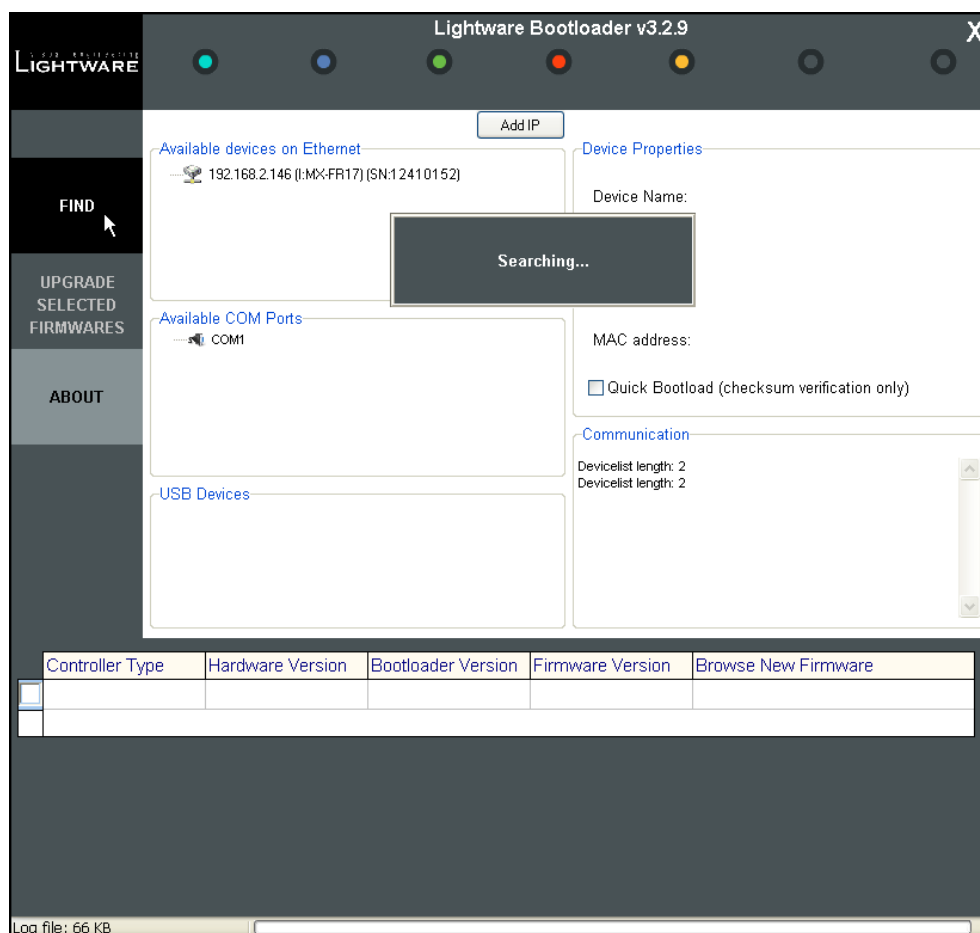 Lightware Bootloader v3.2.9
X
LIGHTWARE
Add IP
Available devices on Ethernet
192.168.2.146 (I:MX-FR17) (SN:12410152)
Device Properties
Device Name:
FIND
Searching...
UPGRADE
SELECTED
FIRMWARES
Available COM Ports
COM1
MAC address:
ABOUT
Quick Bootload (checksum verification only)
Communication
Devicelist length: 2
Devicelist length: 2
USB Devices
Controller Type
Hardware Version
Bootloader Version
Firmware Version
Browse New Firmware
Log file: 66 KB